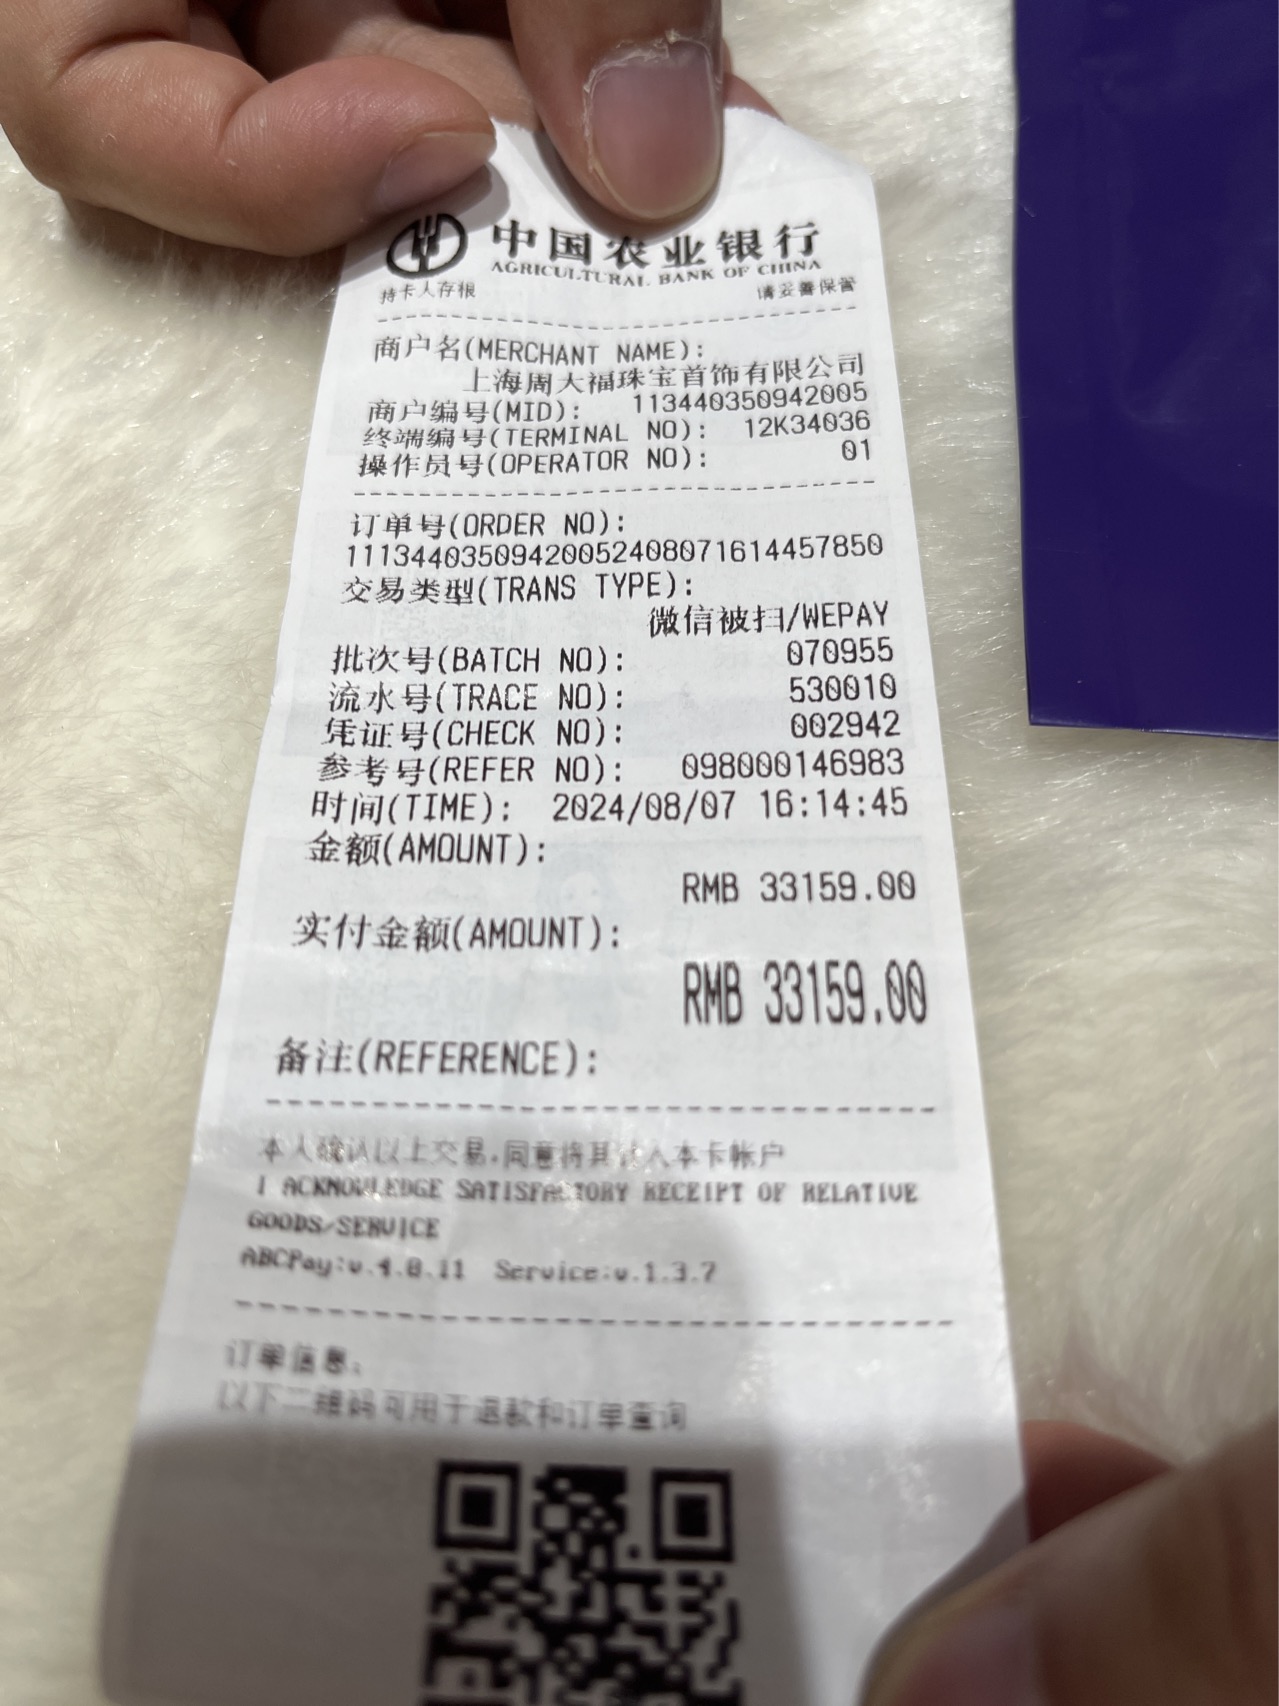 中国农业银行
AGRICULTURAL BANK OF CHINA
持卡人存根 请妥善保管
商户名(MERCHANT NAME):
上海周大福珠宝首饰有限公司
商户编号(MID): 113440350942005
终端编号(TERMINAL NO): 12K34036
操作员号(OPERATOR NO): 01
订单号(ORDER NO):
11134403509420052408071614457850
交易类型(TRANS TYPE):
微信被扫/WEPAY
批次号(BATCH NO): 070955
流水号(TRACE NO): 530010
凭证号(CHECK NO): 002942
参考号(REFER NO): 098000146983
时间(TIME): 2024/08/07 16:14:45
金额(AMOUNT):
RMB 33159.00
实付金额(AMOUNT):
RMB 33159.00
备注(REFERENCE):
本人确认以上交易,同意将其计入本卡帐户
I ACKNOWLEDGE SATISFACTORY RECEIPT OF RELATIVE
GOODS/SERVICE
ABCPay:v.4.0.11 Service:v.1.3.7
订单信息:
以下二维码可用于退款和订单查询